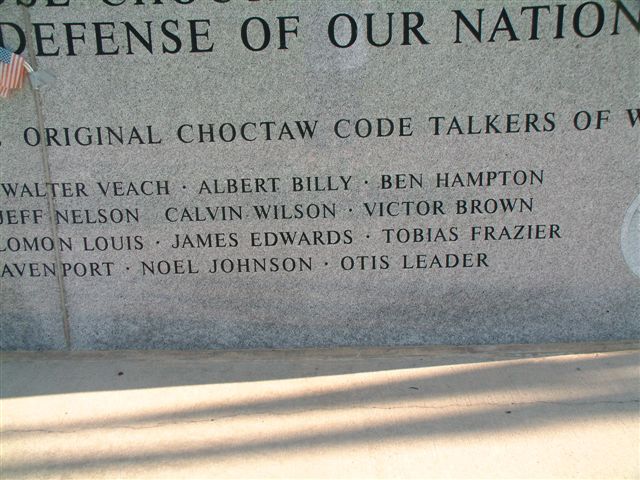 DEFENSE OF OUR NATION
ORIGINAL CHOCTAW CODE TALKERS OF W
WALTER VEACH · ALBERT BILLY · BEN HAMPTON
JEFF NELSON CALVIN WILSON · VICTOR BROWN
OLOMON LOUIS · JAMES EDWARDS · TOBIAS FRAZIER
AVENPORT · NOEL JOHNSON · OTIS LEADER